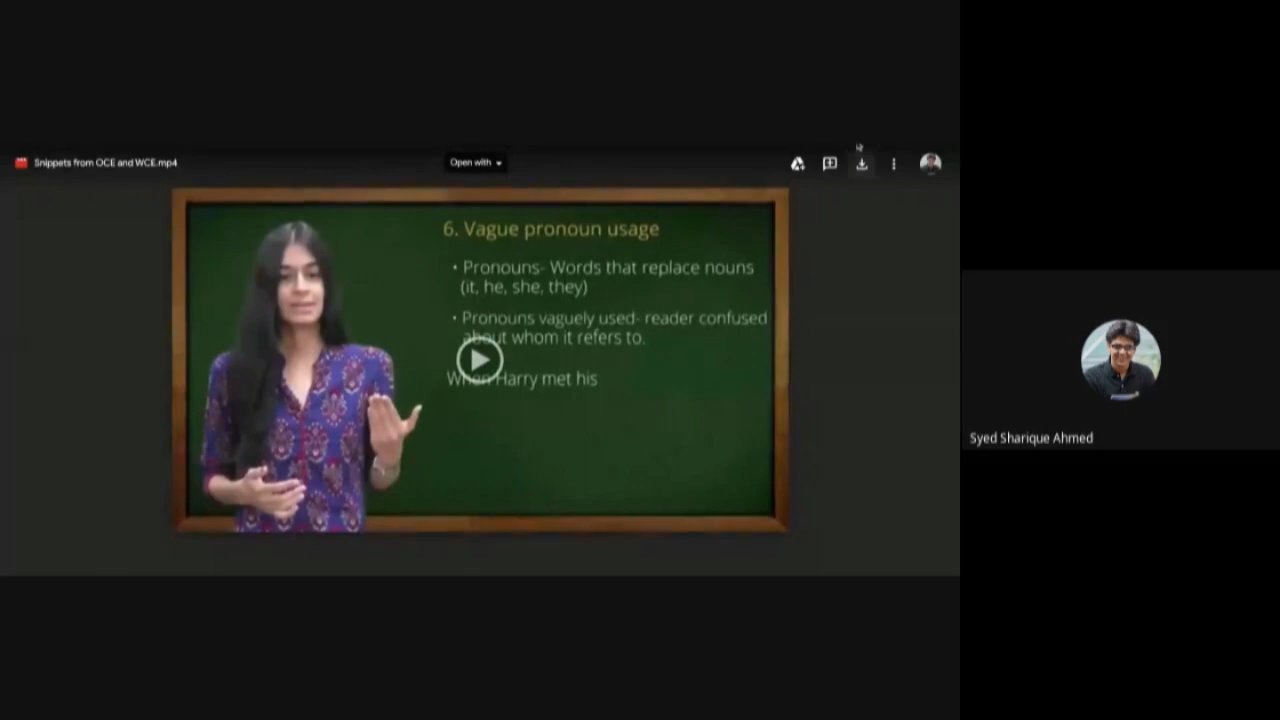 Snippets from OCE and WCE.mp4
Open with
6. Vague pronoun usage
• Pronouns- Words that replace nouns
(it, he, she, they)
• Pronouns vaguely used- reader confused
about whom it refers to.
When Harry met his
Syed Sharique Ahmed